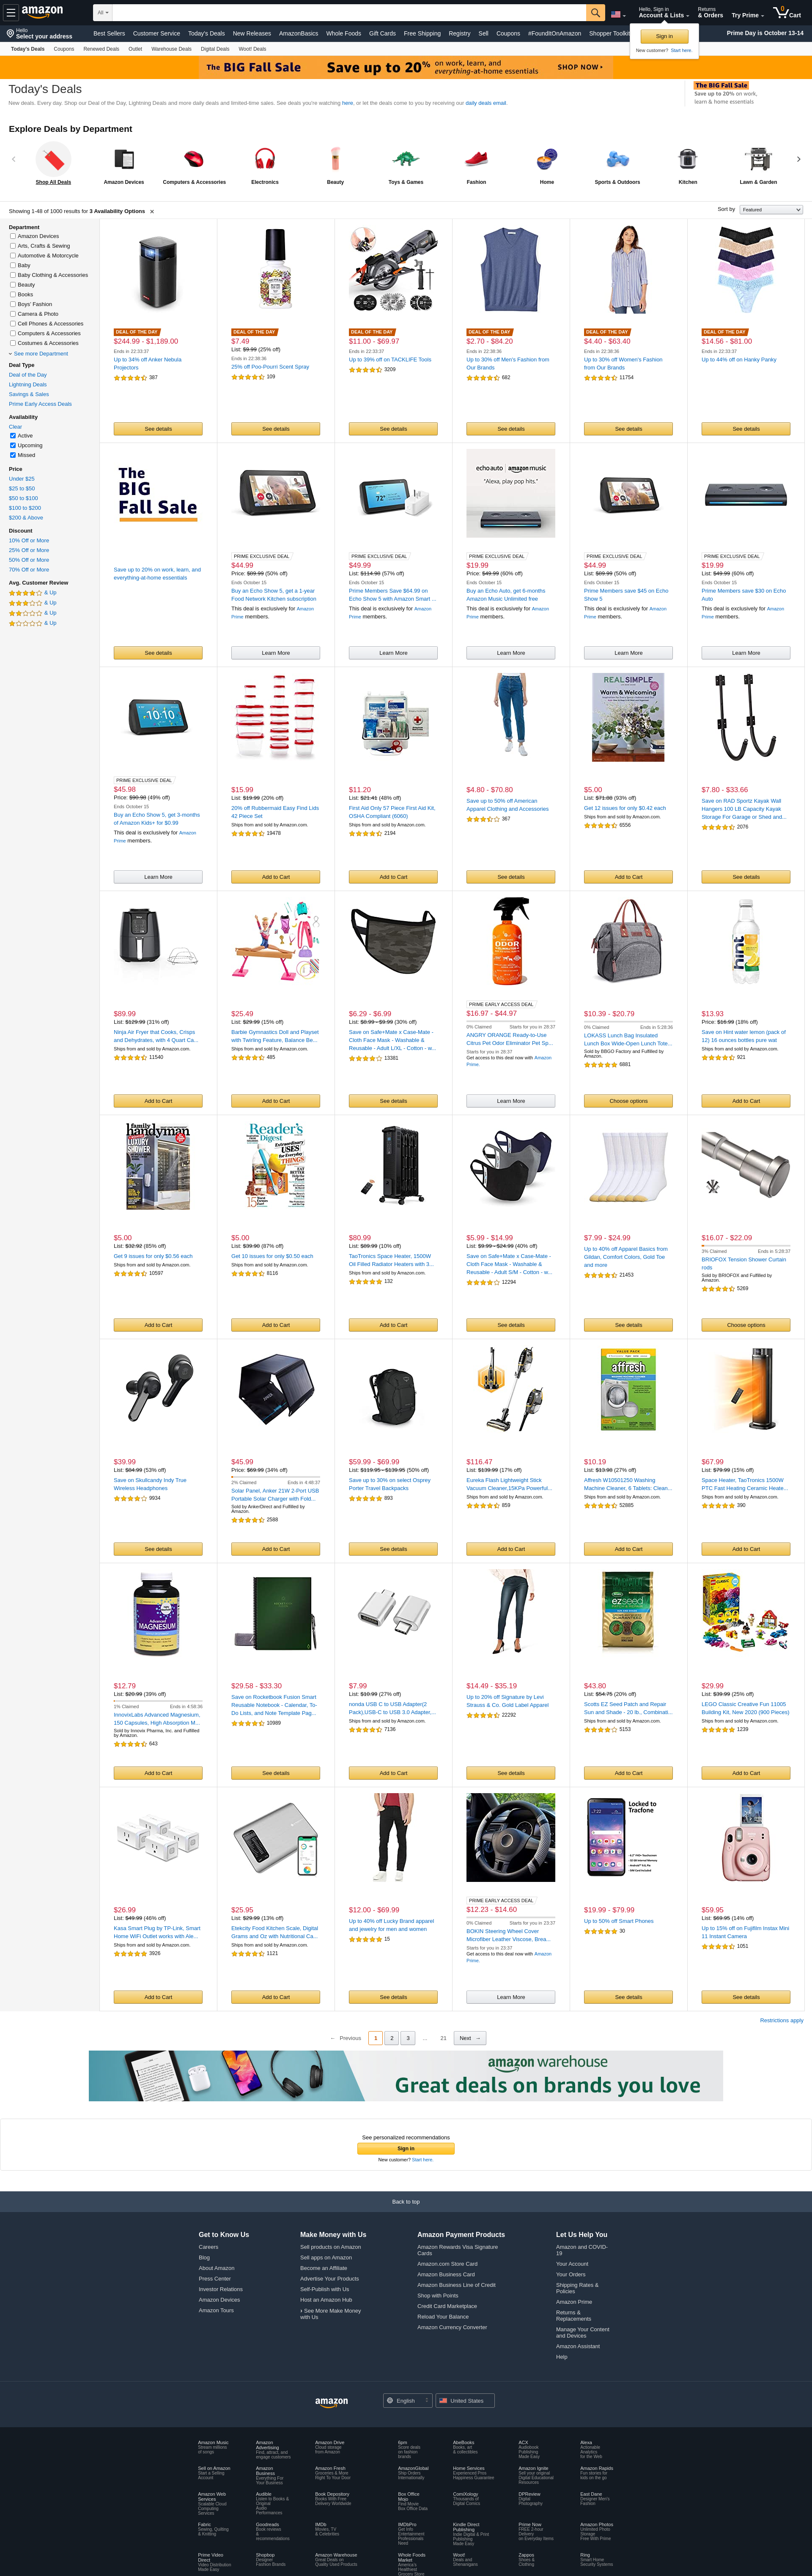 amazon
All
Hello, Sign in
Account & Lists
Returns
& Orders
Try Prime
0
Cart
Hello
Select your address
Best Sellers
Customer Service
Today's Deals
New Releases
AmazonBasics
Whole Foods
Gift Cards
Free Shipping
Registry
Sell
Coupons
#FoundItOnAmazon
Shopper Toolkit
Prime Day is October 13-14
Sign in
New customer? Start here.
Today's Deals
Coupons
Renewed Deals
Outlet
Warehouse Deals
Digital Deals
Woot! Deals
The BIG Fall Sale
Save up to 20% on work, learn, and everything-at-home essentials
SHOP NOW ›
Today's Deals
New deals. Every day. Shop our Deal of the Day, Lightning Deals and more daily deals and limited-time sales. See deals you're watching here, or let the deals come to you by receiving our daily deals email.
The BIG Fall Sale
Save up to 20% on work,
learn & home essentials
Explore Deals by Department
Shop All Deals
Amazon Devices
Computers & Accessories
Electronics
Beauty
Toys & Games
Fashion
Home
Sports & Outdoors
Kitchen
Lawn & Garden
Showing 1-48 of 1000 results for 3 Availability Options
Sort by
Featured
Department
Amazon Devices
Arts, Crafts & Sewing
Automotive & Motorcycle
Baby
Baby Clothing & Accessories
Beauty
Books
Boys' Fashion
Camera & Photo
Cell Phones & Accessories
Computers & Accessories
Costumes & Accessories
See more Department
Deal Type
Deal of the Day
Lightning Deals
Savings & Sales
Prime Early Access Deals
Availability
Clear
Active
Upcoming
Missed
Price
Under $25
$25 to $50
$50 to $100
$100 to $200
$200 & Above
Discount
10% Off or More
25% Off or More
50% Off or More
70% Off or More
Avg. Customer Review
& Up
& Up
& Up
& Up
DEAL OF THE DAY
$244.99 - $1,189.00
Ends in 22:33:37
Up to 34% off Anker Nebula
Projectors
387
See details
DEAL OF THE DAY
$7.49
List: $9.99 (25% off)
Ends in 22:38:36
25% off Poo-Pourri Scent Spray
109
See details
DEAL OF THE DAY
$11.00 - $69.97
Ends in 22:33:37
Up to 39% off on TACKLIFE Tools
3209
See details
DEAL OF THE DAY
$2.70 - $84.20
Ends in 22:38:36
Up to 30% off Men's Fashion from
Our Brands
682
See details
DEAL OF THE DAY
$4.40 - $63.40
Ends in 22:38:36
Up to 30% off Women's Fashion
from Our Brands
11754
See details
DEAL OF THE DAY
$14.56 - $81.00
Ends in 22:33:37
Up to 44% off on Hanky Panky
See details
The
BIG
Fall Sale
Save up to 20% on work, learn, and
everything-at-home essentials
See details
PRIME EXCLUSIVE DEAL
$44.99
Price: $89.99 (50% off)
Ends October 15
Buy an Echo Show 5, get a 1-year
Food Network Kitchen subscription
This deal is exclusively for Amazon
Prime members.
Learn More
72°
PRIME EXCLUSIVE DEAL
$49.99
List: $114.98 (57% off)
Ends October 15
Prime Members Save $64.99 on
Echo Show 5 with Amazon Smart ...
This deal is exclusively for Amazon
Prime members.
Learn More
echo auto | amazon music
"Alexa, play pop hits."
PRIME EXCLUSIVE DEAL
$19.99
List: $49.99 (60% off)
Ends October 15
Buy an Echo Auto, get 6-months
Amazon Music Unlimited free
This deal is exclusively for Amazon
Prime members.
Learn More
PRIME EXCLUSIVE DEAL
$44.99
List: $89.99 (50% off)
Ends October 15
Prime Members save $45 on Echo
Show 5
This deal is exclusively for Amazon
Prime members.
Learn More
PRIME EXCLUSIVE DEAL
$19.99
List: $49.99 (60% off)
Ends October 15
Prime Members save $30 on Echo
Auto
This deal is exclusively for Amazon
Prime members.
Learn More
10:10
PRIME EXCLUSIVE DEAL
$45.98
Price: $90.98 (49% off)
Ends October 15
Buy an Echo Show 5, get 3-months
of Amazon Kids+ for $0.99
This deal is exclusively for Amazon
Prime members.
Learn More
$15.99
List: $19.99 (20% off)
20% off Rubbermaid Easy Find Lids
42 Piece Set
Ships from and sold by Amazon.com.
19478
Add to Cart
$11.20
List: $21.41 (48% off)
First Aid Only 57 Piece First Aid Kit,
OSHA Compliant (6060)
Ships from and sold by Amazon.com.
2194
Add to Cart
$4.80 - $70.80
Save up to 50% off American
Apparel Clothing and Accessories
367
See details
REAL SIMPLE
Warm & Welcoming
$5.00
List: $71.88 (93% off)
Get 12 issues for only $0.42 each
Ships from and sold by Amazon.com.
6556
Add to Cart
$7.80 - $33.66
Save on RAD Sportz Kayak Wall
Hangers 100 LB Capacity Kayak
Storage For Garage or Shed and...
2076
See details
$89.99
List: $129.99 (31% off)
Ninja Air Fryer that Cooks, Crisps
and Dehydrates, with 4 Quart Ca...
Ships from and sold by Amazon.com.
11540
Add to Cart
$25.49
List: $29.99 (15% off)
Barbie Gymnastics Doll and Playset
with Twirling Feature, Balance Be...
Ships from and sold by Amazon.com.
485
Add to Cart
$6.29 - $6.99
List: $8.99 - $9.99 (30% off)
Save on Safe+Mate x Case-Mate -
Cloth Face Mask - Washable &
Reusable - Adult L/XL - Cotton - w...
13381
See details
ODOR
PRIME EARLY ACCESS DEAL
$16.97 - $44.97
0% Claimed
Starts for you in 28:37
ANGRY ORANGE Ready-to-Use
Citrus Pet Odor Eliminator Pet Sp...
Starts for you in 28:37
Get access to this deal now with Amazon
Prime.
Learn More
$10.39 - $20.79
0% Claimed
Ends in 5:28:36
LOKASS Lunch Bag Insulated
Lunch Box Wide-Open Lunch Tote...
Sold by BBGO Factory and Fulfilled by
Amazon.
6881
Choose options
hint
$13.93
Price: $16.99 (18% off)
Save on Hint water lemon (pack of
12) 16 ounces bottles pure wat
Ships from and sold by Amazon.com.
921
Add to Cart
family
handyman
LUXURY
SHOWER
$5.00
List: $32.92 (85% off)
Get 9 issues for only $0.56 each
Ships from and sold by Amazon.com.
10597
Add to Cart
Reader's
Digest
EXTRAORDINARY
USES
$5.00
List: $39.90 (87% off)
Get 10 issues for only $0.50 each
Ships from and sold by Amazon.com.
8116
Add to Cart
$80.99
List: $89.99 (10% off)
TaoTronics Space Heater, 1500W
Oil Filled Radiator Heaters with 3...
Ships from and sold by Amazon.com.
132
Add to Cart
$5.99 - $14.99
List: $9.99 - $24.99 (40% off)
Save on Safe+Mate x Case-Mate -
Cloth Face Mask - Washable &
Reusable - Adult S/M - Cotton - w...
12294
See details
$7.99 - $24.99
Up to 40% off Apparel Basics from
Gildan, Comfort Colors, Gold Toe
and more
21453
See details
$16.07 - $22.09
3% Claimed
Ends in 5:28:37
BRIOFOX Tension Shower Curtain
rods
Sold by BRIOFOX and Fulfilled by
Amazon.
5269
Choose options
$39.99
List: $84.99 (53% off)
Save on Skullcandy Indy True
Wireless Headphones
9934
See details
$45.99
Price: $69.99 (34% off)
2% Claimed
Ends in 4:48:37
Solar Panel, Anker 21W 2-Port USB
Portable Solar Charger with Fold...
Sold by AnkerDirect and Fulfilled by
Amazon.
2588
Add to Cart
$59.99 - $69.99
List: $119.95 - $139.95 (50% off)
Save up to 30% on select Osprey
Porter Travel Backpacks
893
See details
$116.47
List: $139.99 (17% off)
Eureka Flash Lightweight Stick
Vacuum Cleaner,15KPa Powerful...
Ships from and sold by Amazon.com.
859
Add to Cart
VALUE PACK
affresh
$10.19
List: $13.98 (27% off)
Affresh W10501250 Washing
Machine Cleaner, 6 Tablets: Clean...
Ships from and sold by Amazon.com.
52885
Add to Cart
$67.99
List: $79.99 (15% off)
Space Heater, TaoTronics 1500W
PTC Fast Heating Ceramic Heate...
Ships from and sold by Amazon.com.
390
Add to Cart
MAGNESIUM
$12.79
List: $20.99 (39% off)
1% Claimed
Ends in 4:58:36
InnovixLabs Advanced Magnesium,
150 Capsules, High Absorption M...
Sold by Innovix Pharma, Inc. and Fulfilled
by Amazon.
643
Add to Cart
$29.58 - $33.30
Save on Rocketbook Fusion Smart
Reusable Notebook - Calendar, To-
Do Lists, and Note Template Pag...
10989
See details
$7.99
List: $10.99 (27% off)
nonda USB C to USB Adapter(2
Pack),USB-C to USB 3.0 Adapter,...
Ships from and sold by Amazon.com.
7136
Add to Cart
$14.49 - $35.19
Up to 20% off Signature by Levi
Strauss & Co. Gold Label Apparel
22292
See details
ezseed
$43.80
List: $54.75 (20% off)
Scotts EZ Seed Patch and Repair
Sun and Shade - 20 lb., Combinati...
Ships from and sold by Amazon.com.
5153
Add to Cart
CLASSIC
$29.99
List: $39.99 (25% off)
LEGO Classic Creative Fun 11005
Building Kit, New 2020 (900 Pieces)
Ships from and sold by Amazon.com.
1239
Add to Cart
$26.99
List: $49.99 (46% off)
Kasa Smart Plug by TP-Link, Smart
Home WiFi Outlet works with Ale...
Ships from and sold by Amazon.com.
3926
Add to Cart
$25.95
List: $29.99 (13% off)
Etekcity Food Kitchen Scale, Digital
Grams and Oz with Nutritional Ca...
Ships from and sold by Amazon.com.
1121
Add to Cart
$12.00 - $69.99
Up to 40% off Lucky Brand apparel
and jewelry for men and women
15
See details
PRIME EARLY ACCESS DEAL
$12.23 - $14.60
0% Claimed
Starts for you in 23:37
BOKIN Steering Wheel Cover
Microfiber Leather Viscose, Brea...
Starts for you in 23:37
Get access to this deal now with Amazon
Prime.
Learn More
Locked to
Tracfone
$19.99 - $79.99
Up to 50% off Smart Phones
30
See details
$59.95
List: $69.95 (14% off)
Up to 15% off on Fujifilm Instax Mini
11 Instant Camera
1051
See details
Restrictions apply
← Previous
1
2
3
...
21
Next →
amazon warehouse
Great deals on brands you love
See personalized recommendations
Sign in
New customer? Start here.
Back to top
Get to Know Us
Careers
Blog
About Amazon
Press Center
Investor Relations
Amazon Devices
Amazon Tours
Make Money with Us
Sell products on Amazon
Sell apps on Amazon
Become an Affiliate
Advertise Your Products
Self-Publish with Us
Host an Amazon Hub
› See More Make Money
with Us
Amazon Payment Products
Amazon Rewards Visa Signature
Cards
Amazon.com Store Card
Amazon Business Card
Amazon Business Line of Credit
Shop with Points
Credit Card Marketplace
Reload Your Balance
Amazon Currency Converter
Let Us Help You
Amazon and COVID-
19
Your Account
Your Orders
Shipping Rates &
Policies
Amazon Prime
Returns &
Replacements
Manage Your Content
and Devices
Amazon Assistant
Help
amazon
English
United States
Amazon Music
Stream millions
of songs
Amazon
Advertising
Find, attract, and
engage customers
Amazon Drive
Cloud storage
from Amazon
6pm
Score deals
on fashion
brands
AbeBooks
Books, art
& collectibles
ACX
Audiobook
Publishing
Made Easy
Alexa
Actionable
Analytics
for the Web
Sell on Amazon
Start a Selling
Account
Amazon
Business
Everything For
Your Business
Amazon Fresh
Groceries & More
Right To Your Door
AmazonGlobal
Ship Orders
Internationally
Home Services
Experienced Pros
Happiness Guarantee
Amazon Ignite
Sell your original
Digital Educational
Resources
Amazon Rapids
Fun stories for
kids on the go
Amazon Web
Services
Scalable Cloud
Computing
Services
Audible
Listen to Books &
Original
Audio
Performances
Book Depository
Books With Free
Delivery Worldwide
Box Office
Mojo
Find Movie
Box Office Data
ComiXology
Thousands of
Digital Comics
DPReview
Digital
Photography
East Dane
Designer Men's
Fashion
Fabric
Sewing, Quilting
& Knitting
Goodreads
Book reviews
&
recommendations
IMDb
Movies, TV
& Celebrities
IMDbPro
Get Info
Entertainment
Professionals
Need
Kindle Direct
Publishing
Indie Digital & Print
Publishing
Made Easy
Prime Now
FREE 2-hour
Delivery
on Everyday Items
Amazon Photos
Unlimited Photo
Storage
Free With Prime
Prime Video
Direct
Video Distribution
Made Easy
Shopbop
Designer
Fashion Brands
Amazon Warehouse
Great Deals on
Quality Used Products
Whole Foods
Market
America's
Healthiest
Grocery Store
Woot!
Deals and
Shenanigans
Zappos
Shoes &
Clothing
Ring
Smart Home
Security Systems